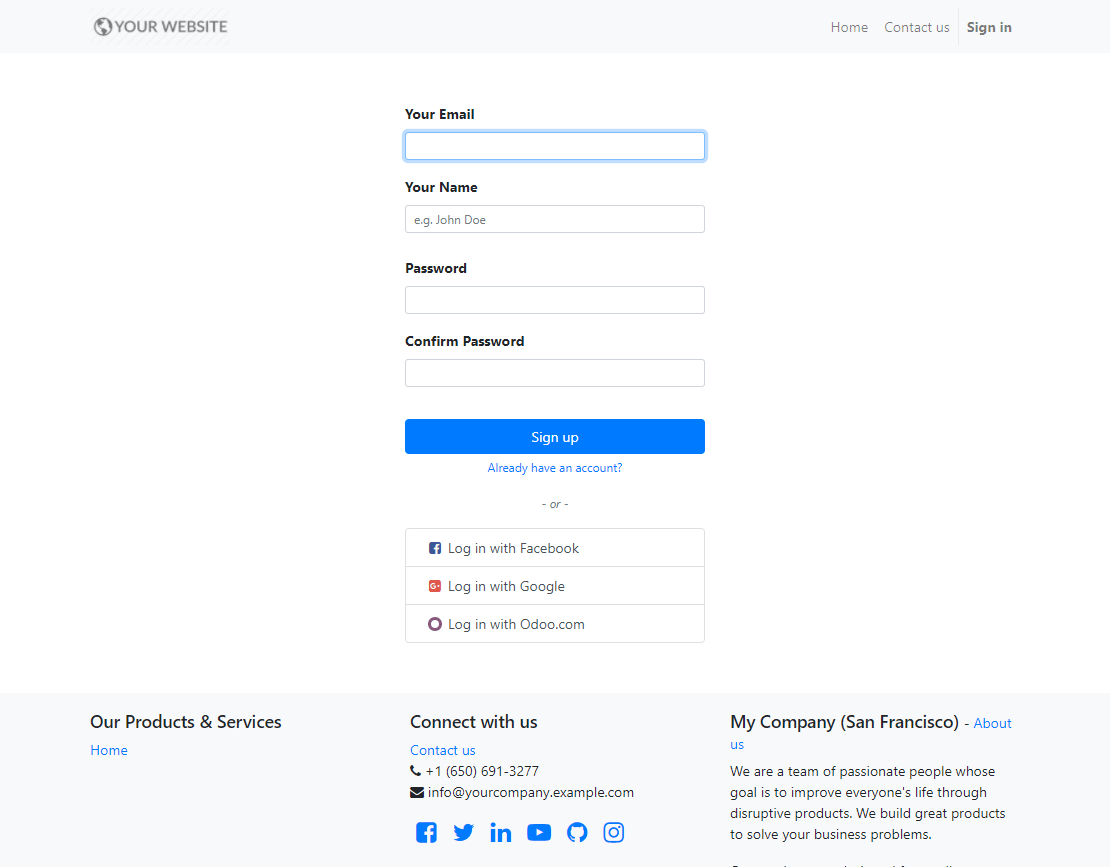 YOUR WEBSITE
Home Contact us Sign in
Your Email
Your Name
e.g. John Doe
Password
Confirm Password
Sign up
Already have an account?
- or -
Log in with Facebook
Log in with Google
Log in with Odoo.com
Our Products & Services
Home
Connect with us
Contact us
+1 (650) 691-3277
info@yourcompany.example.com
My Company (San Francisco) - About
us
We are a team of passionate people whose
goal is to improve everyone's life through
disruptive products. We build great products
to solve your business problems.